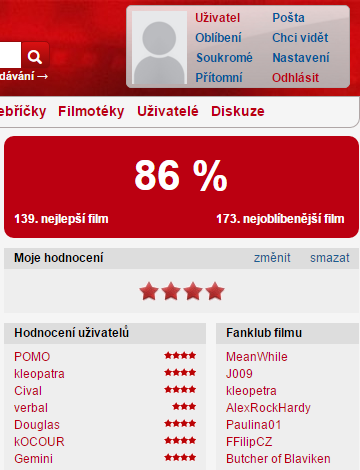 Uživatel Pošta
Oblíbení Chci vidět
Soukromé Nastavení
Přítomní Odhlásit
dávání →
ebříčky Filmotéky Uživatelé Diskuze
86 %
139. nejlepší film 173. nejoblíbenější film
Moje hodnocení změnit smazat
Hodnocení uživatelů Fanklub filmu
POMO MeanWhile
kleopatra J009
Cival kleopetra
verbal AlexRockHardy
Douglas Paulina01
kOCOUR FFilipCZ
Gemini Butcher of Blaviken